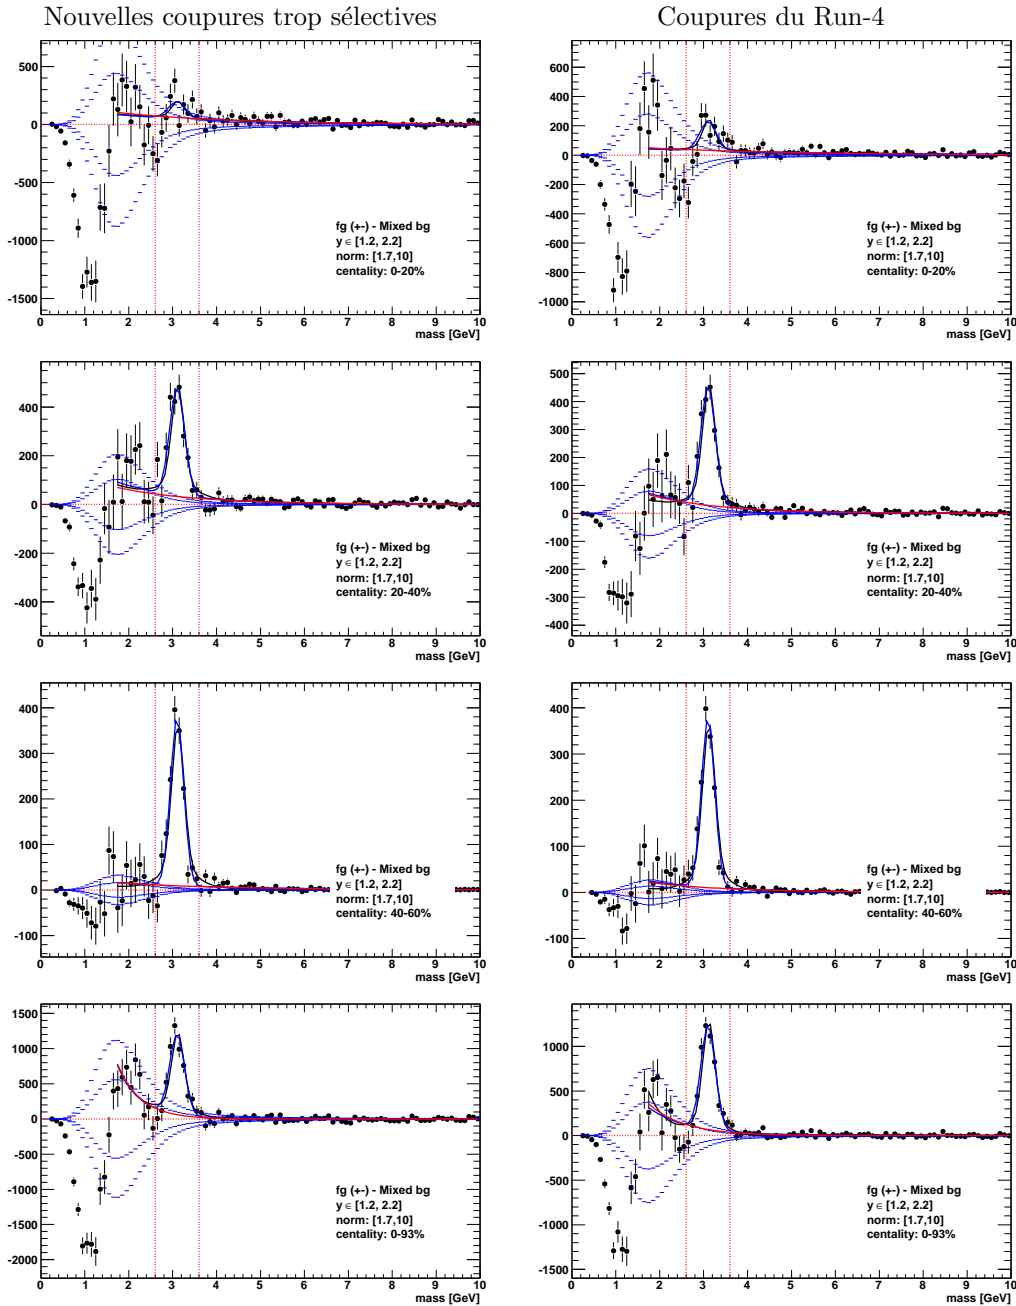 Nouvelles coupures trop sélectives
Coupures du Run-4
500
0
-500
-1000
-1500
fg (+-) - Mixed bg
y ∈ [1.2, 2.2]
norm: [1.7,10]
centality: 0-20%
0 1 2 3 4 5 6 7 8 9 10
mass [GeV]
600
400
200
0
-200
-400
-600
-800
-1000
fg (+-) - Mixed bg
y ∈ [1.2, 2.2]
norm: [1.7,10]
centality: 0-20%
0 1 2 3 4 5 6 7 8 9 10
mass [GeV]
400
200
0
-200
-400
fg (+-) - Mixed bg
y ∈ [1.2, 2.2]
norm: [1.7,10]
centality: 20-40%
0 1 2 3 4 5 6 7 8 9 10
mass [GeV]
500
400
300
200
100
0
-100
-200
-300
-400
fg (+-) - Mixed bg
y ∈ [1.2, 2.2]
norm: [1.7,10]
centality: 20-40%
0 1 2 3 4 5 6 7 8 9 10
mass [GeV]
400
300
200
100
0
-100
fg (+-) - Mixed bg
y ∈ [1.2, 2.2]
norm: [1.7,10]
centality: 40-60%
0 1 2 3 4 5 6 7 8 9 10
mass [GeV]
400
300
200
100
0
-100
fg (+-) - Mixed bg
y ∈ [1.2, 2.2]
norm: [1.7,10]
centality: 40-60%
0 1 2 3 4 5 6 7 8 9 10
mass [GeV]
1500
1000
500
0
-500
-1000
-1500
-2000
fg (+-) - Mixed bg
y ∈ [1.2, 2.2]
norm: [1.7,10]
centality: 0-93%
0 1 2 3 4 5 6 7 8 9 10
mass [GeV]
1000
500
0
-500
-1000
-1500
fg (+-) - Mixed bg
y ∈ [1.2, 2.2]
norm: [1.7,10]
centality: 0-93%
0 1 2 3 4 5 6 7 8 9 10
mass [GeV]